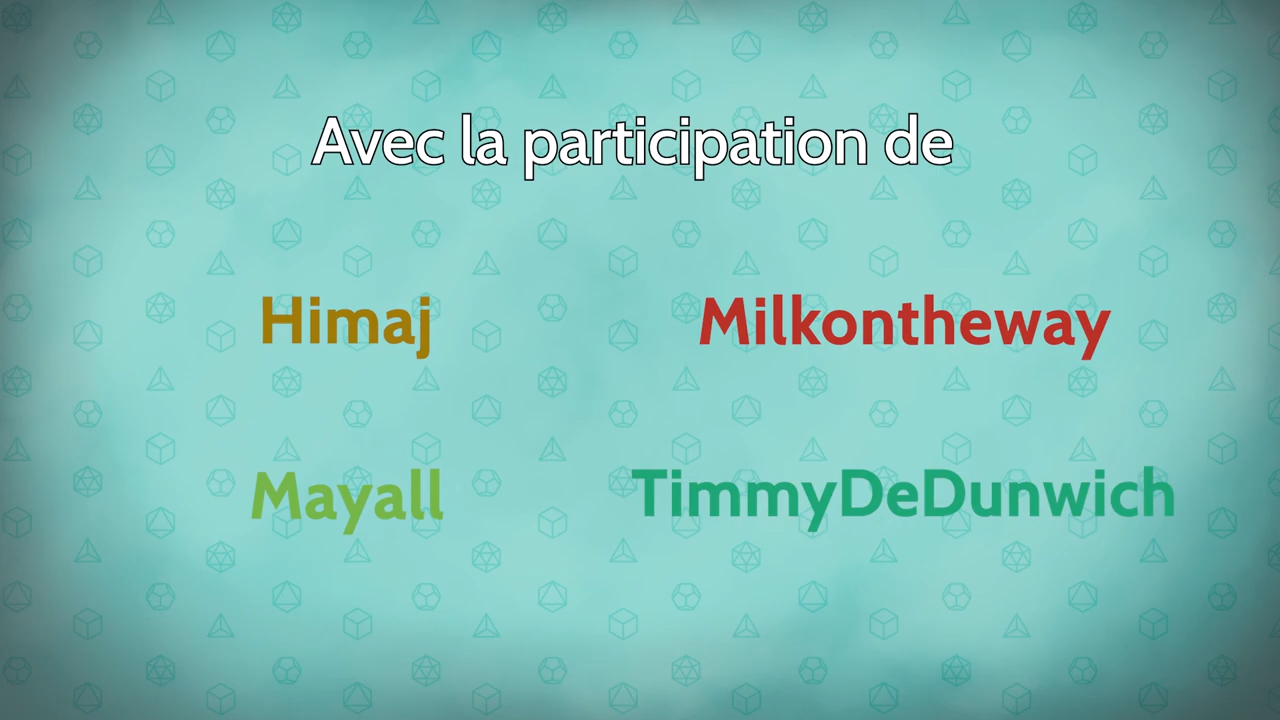 Avec la participation de
Himaj
Milkontheway
Mayall
TimmyDeDunwich